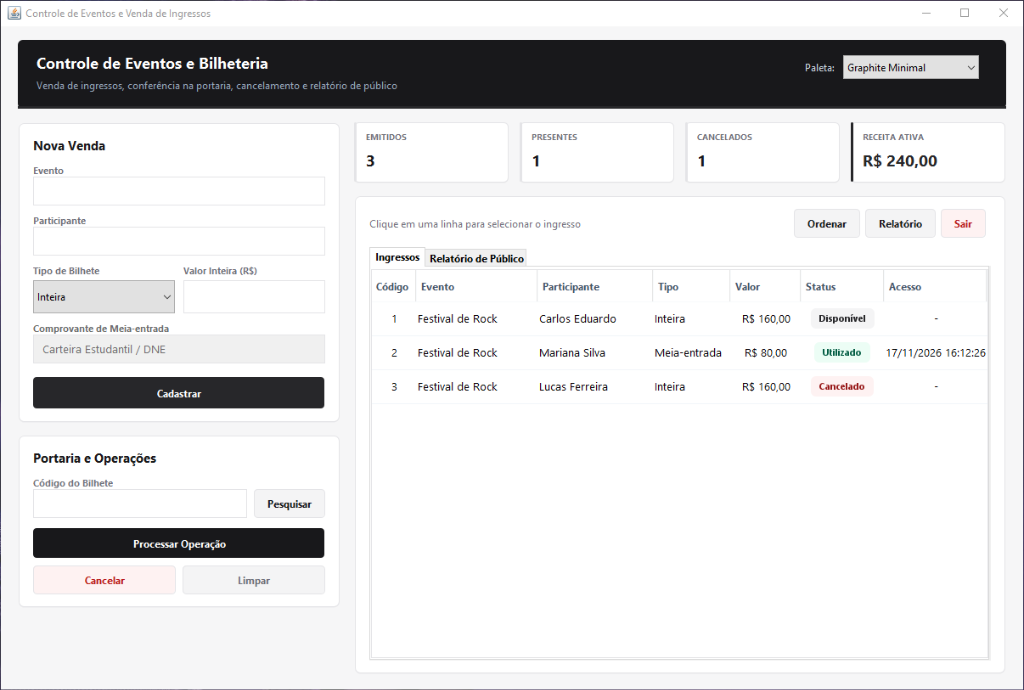 Controle de Eventos e Venda de Ingressos
Controle de Eventos e Bilheteria
Venda de ingressos, conferência na portaria, cancelamento e relatório de público
Paleta: Graphite Minimal
Nova Venda
Evento
Participante
Tipo de Bilhete Valor Inteira (R$)
Inteira
Comprovante de Meia-entrada
Carteira Estudantil / DNE
Cadastrar
Portaria e Operações
Código do Bilhete
Pesquisar
Processar Operação
Cancelar Limpar
EMITIDOS
3
PRESENTES
1
CANCELADOS
1
RECEITA ATIVA
R$ 240,00
Clique em uma linha para selecionar o ingresso
Ordenar Relatório Sair
Ingressos Relatório de Público
Código Evento Participante Tipo Valor Status Acesso
1 Festival de Rock Carlos Eduardo Inteira R$ 160,00 Disponível -
2 Festival de Rock Mariana Silva Meia-entrada R$ 80,00 Utilizado 17/11/2026 16:12:26
3 Festival de Rock Lucas Ferreira Inteira R$ 160,00 Cancelado -